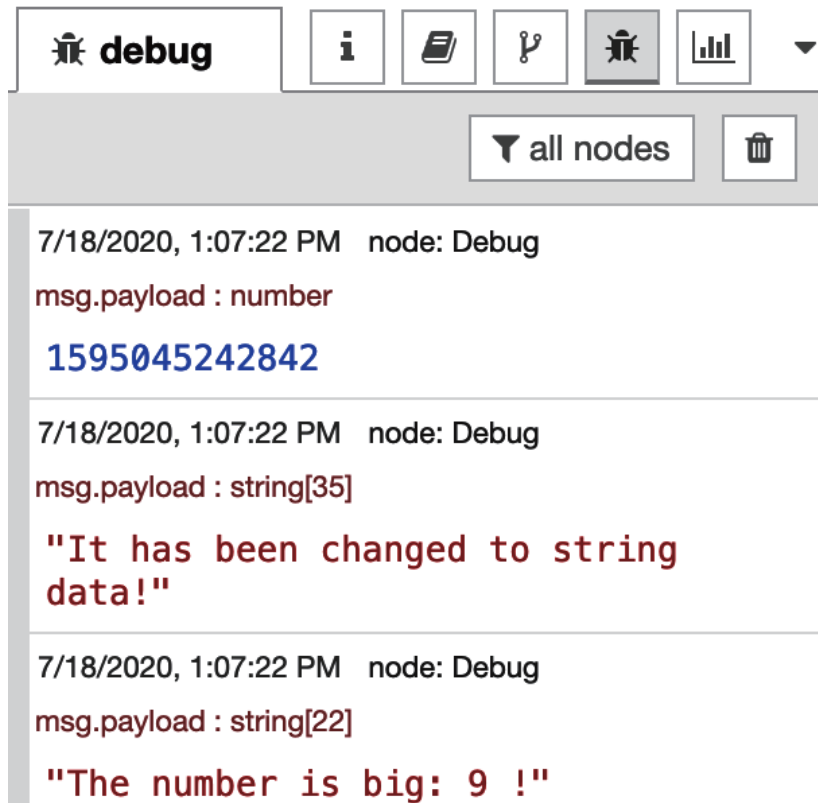 debug
all nodes
7/18/2020, 1:07:22 PM node: Debug
msg.payload : number
1595045242842
7/18/2020, 1:07:22 PM node: Debug
msg.payload : string[35]
"It has been changed to string
data!"
7/18/2020, 1:07:22 PM node: Debug
msg.payload : string[22]
"The number is big: 9 !"